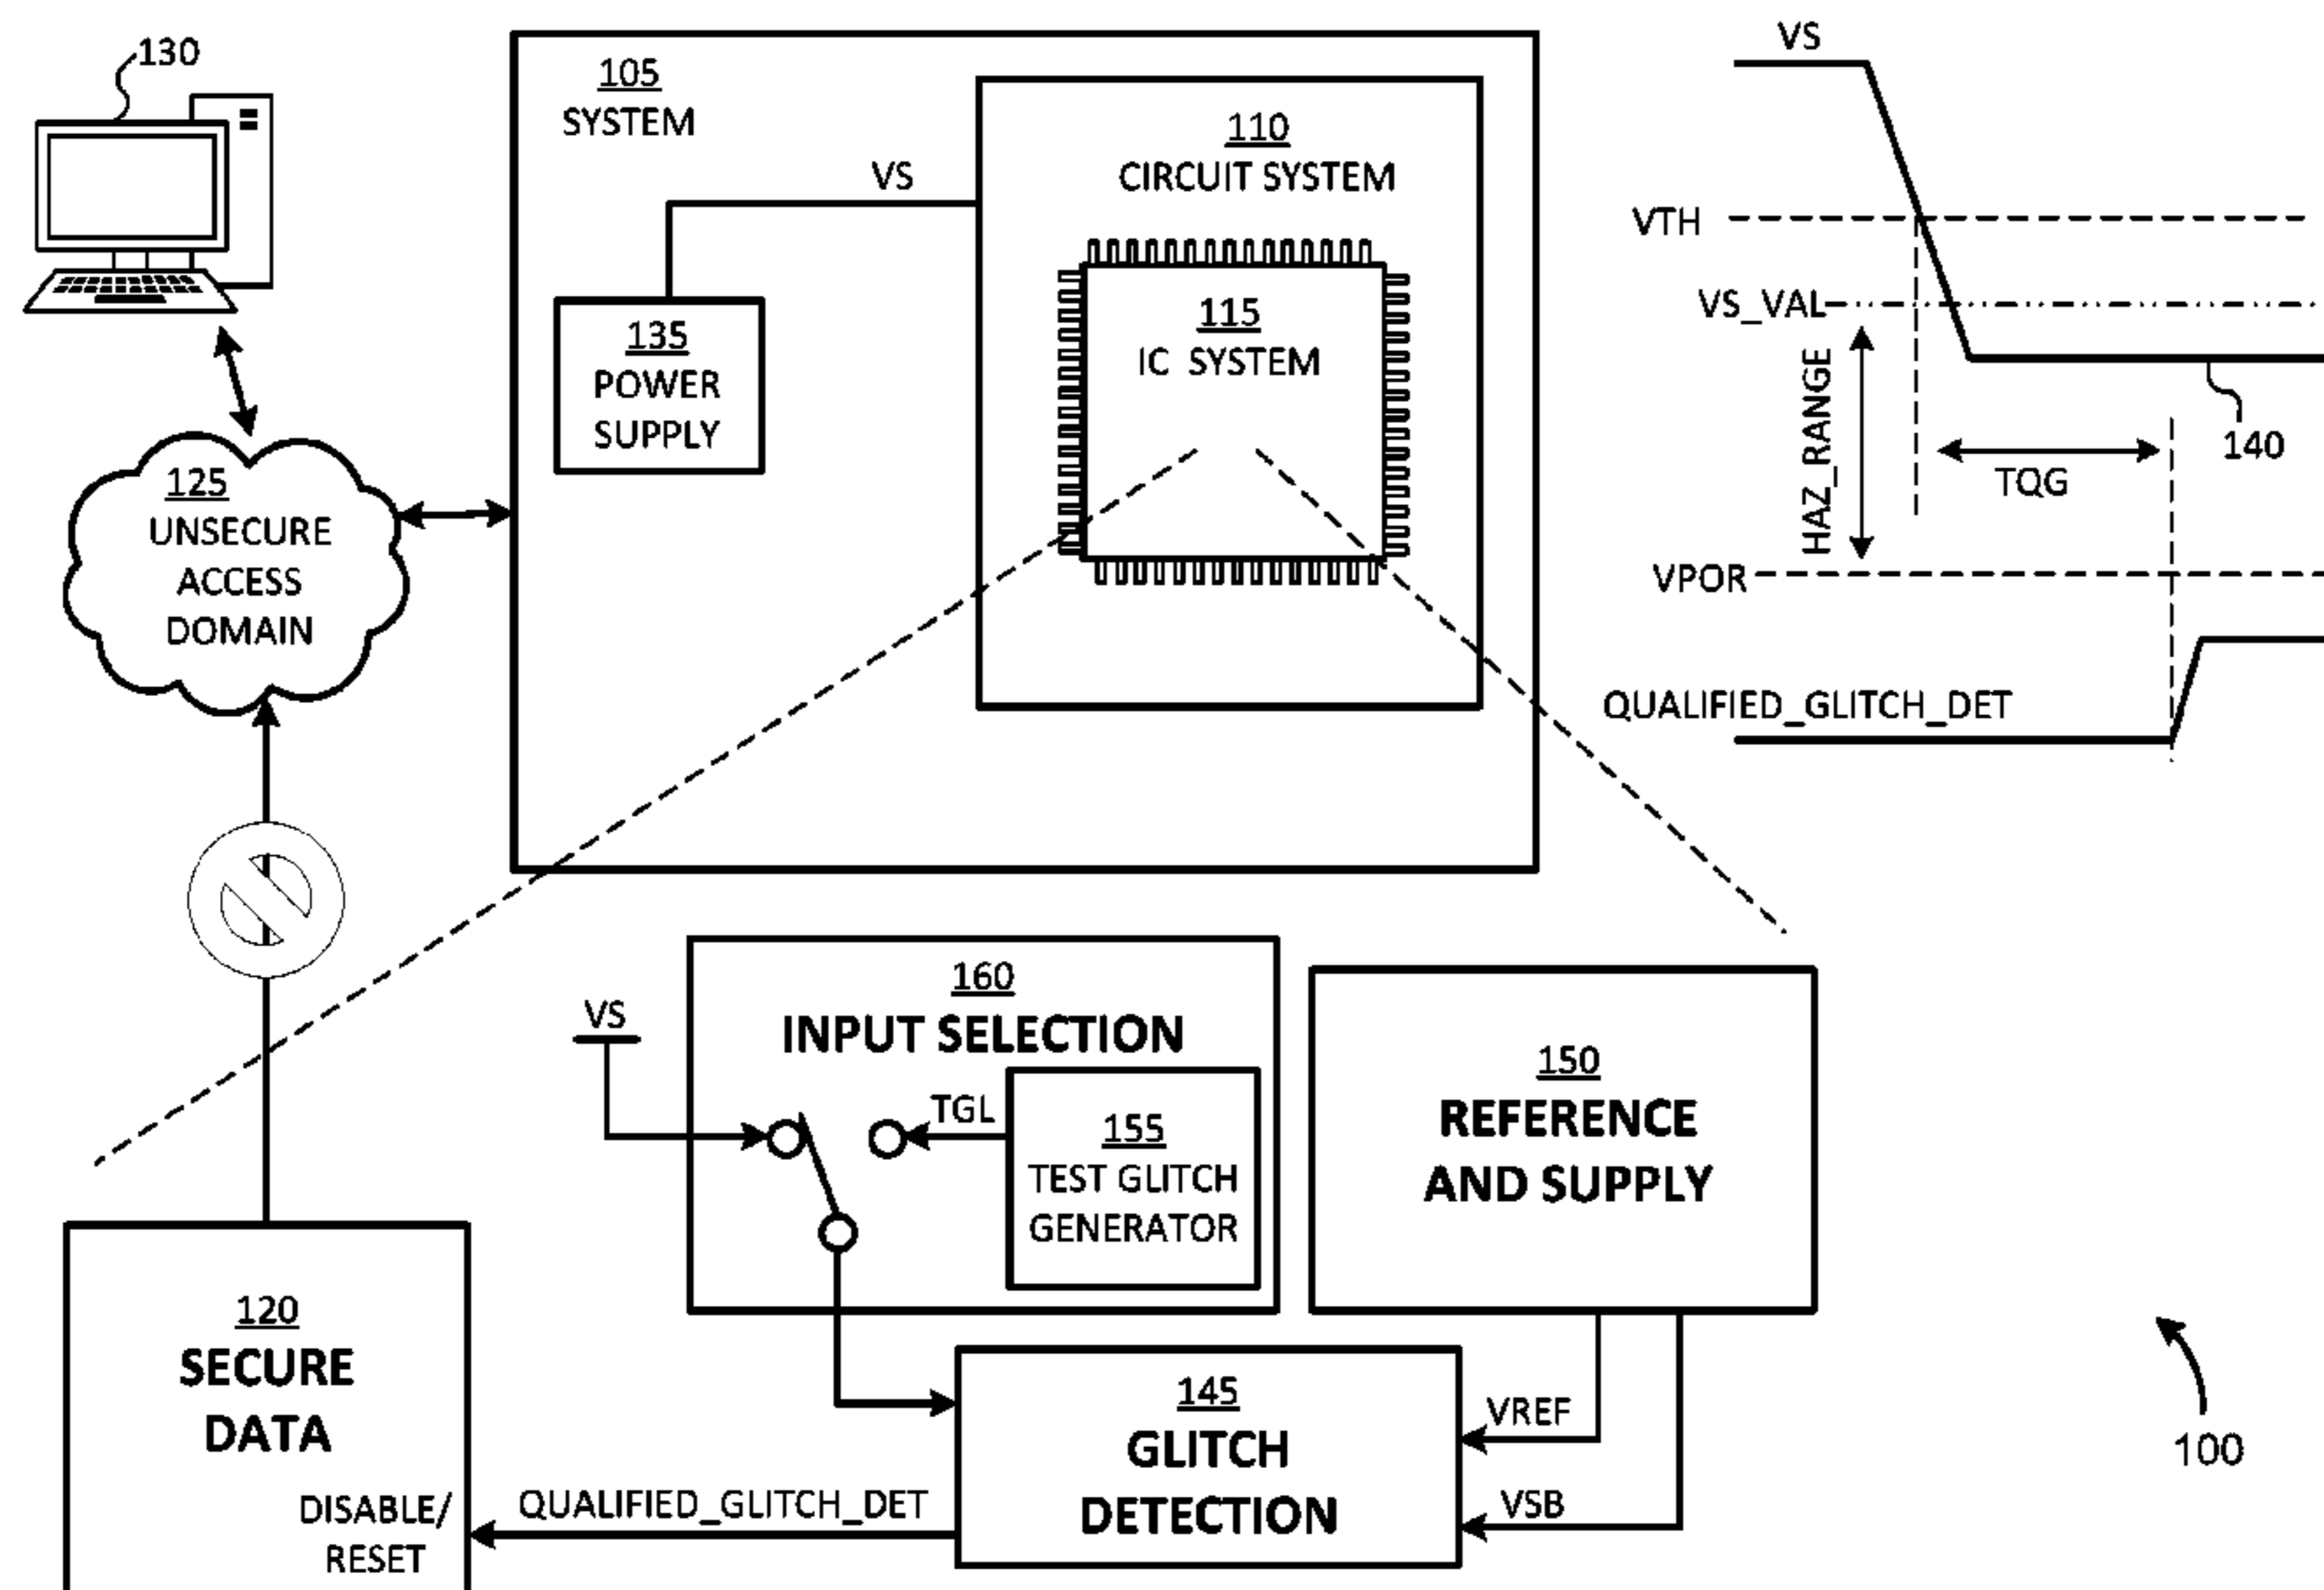 130
105
SYSTEM
VS
110
CIRCUIT SYSTEM
115
IC SYSTEM
135
POWER
SUPPLY
125
UNSECURE
ACCESS
DOMAIN
VS
VTH
VS_VAL
HAZ_RANGE
TQG
140
VPOR
QUALIFIED_GLITCH_DET
160
INPUT SELECTION
VS
TGL
155
TEST GLITCH
GENERATOR
150
REFERENCE
AND SUPPLY
120
SECURE
DATA
DISABLE/
RESET
QUALIFIED_GLITCH_DET
145
GLITCH
DETECTION
VREF
VSB
100